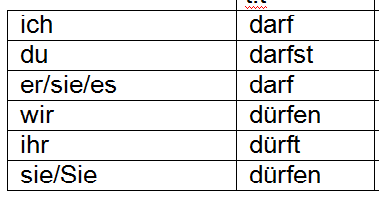 ich darf
du darfst
er/sie/es darf
wir dürfen
ihr dürft
sie/Sie dürfen